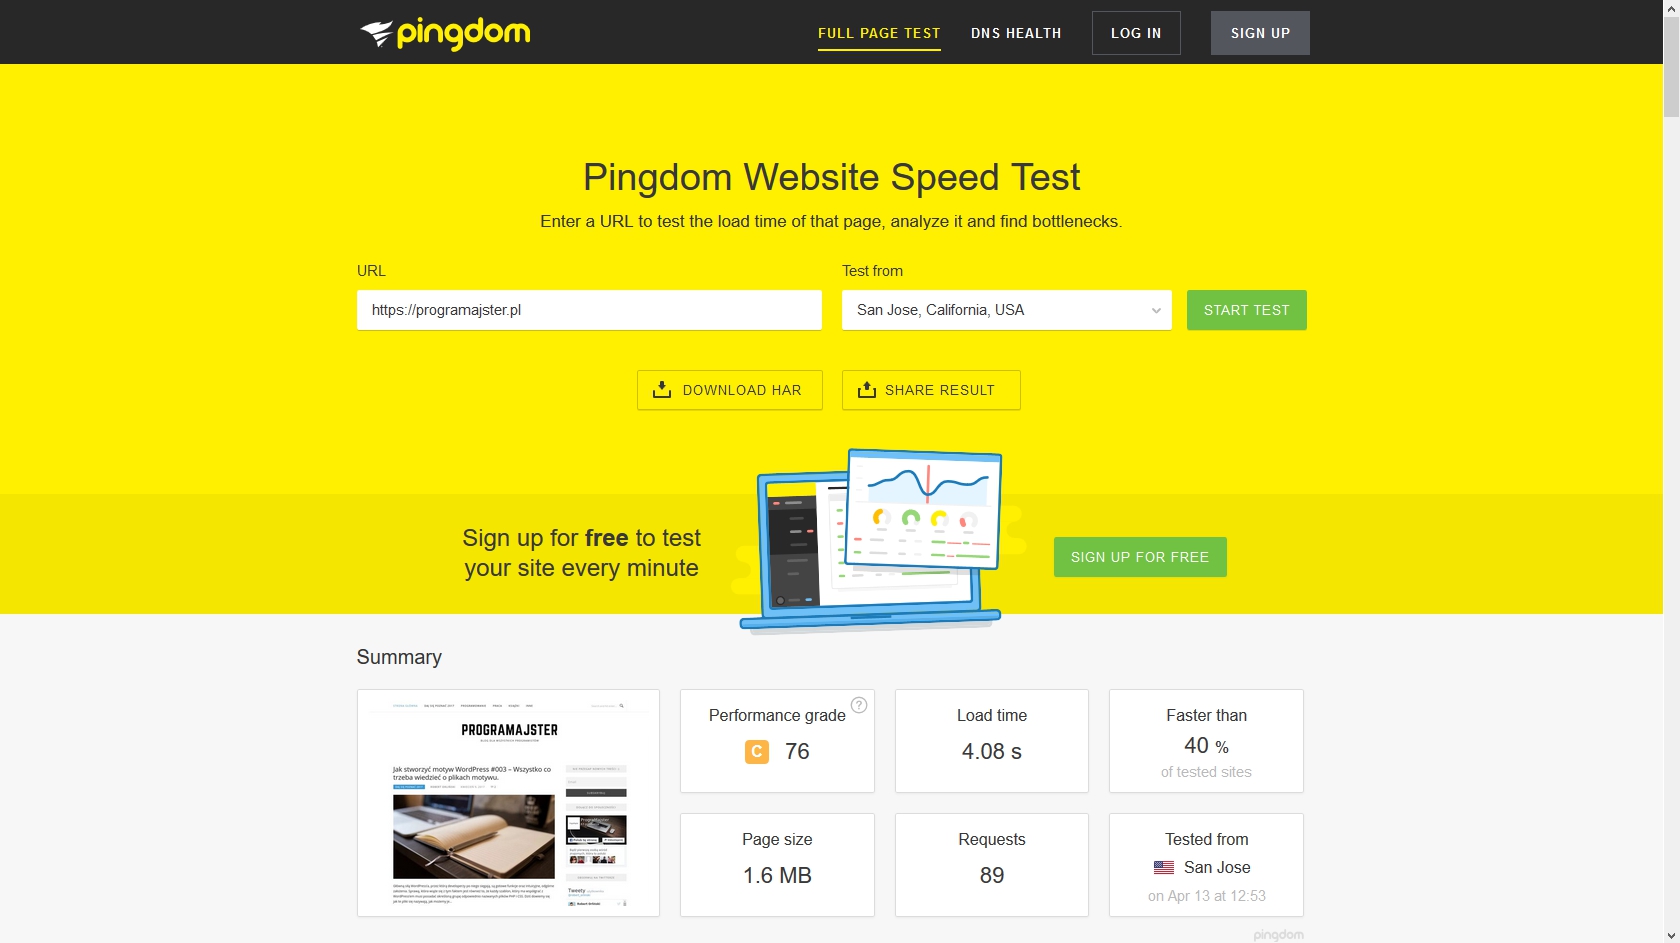 pingdom
FULL PAGE TEST
DNS HEALTH
LOG IN
SIGN UP
Pingdom Website Speed Test
Enter a URL to test the load time of that page, analyze it and find bottlenecks.
URL
Test from
https://programajster.pl
San Jose, California, USA
START TEST
DOWNLOAD HAR
SHARE RESULT
Sign up for free to test
your site every minute
SIGN UP FOR FREE
Summary
PROGRAMAJSTER
Jak stworzyć motyw WordPress #003 – Wszystko co
trzeba wiedzieć o plikach motywu.
Tweety
Performance grade
?
C 76
Load time
4.08 s
Faster than
40 %
of tested sites
Page size
1.6 MB
Requests
89
Tested from
San Jose
on Apr 13 at 12:53
pingdom